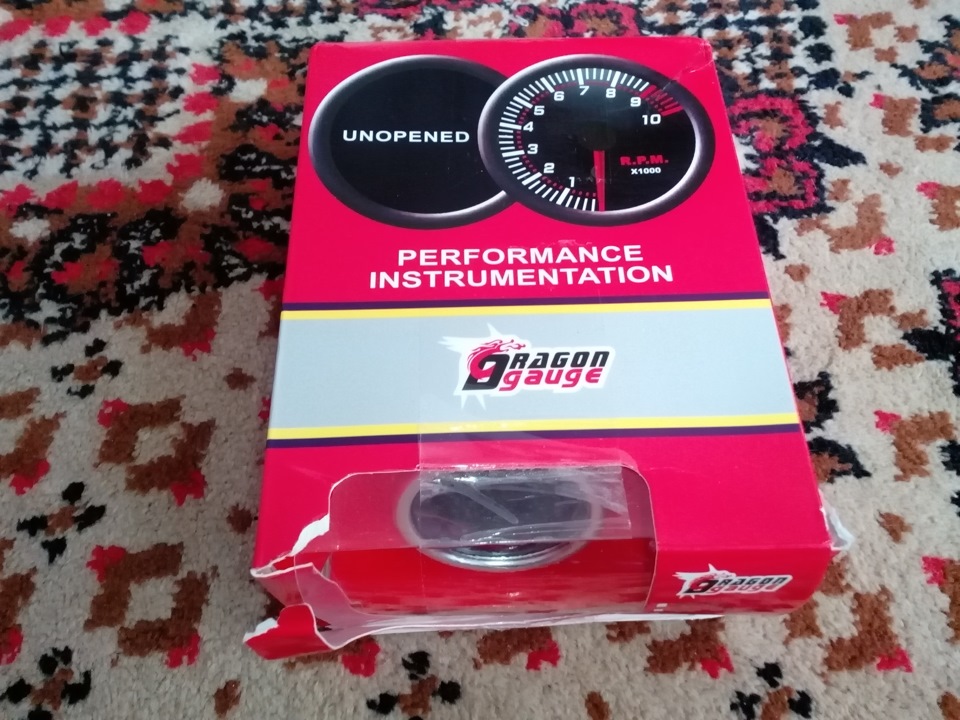 UNOPENED
1
2
3
4
5
6
7
8
9
10
R.P.M.
X1000
PERFORMANCE
INSTRUMENTATION
DRAGON
gauge
DRAGON
gauge